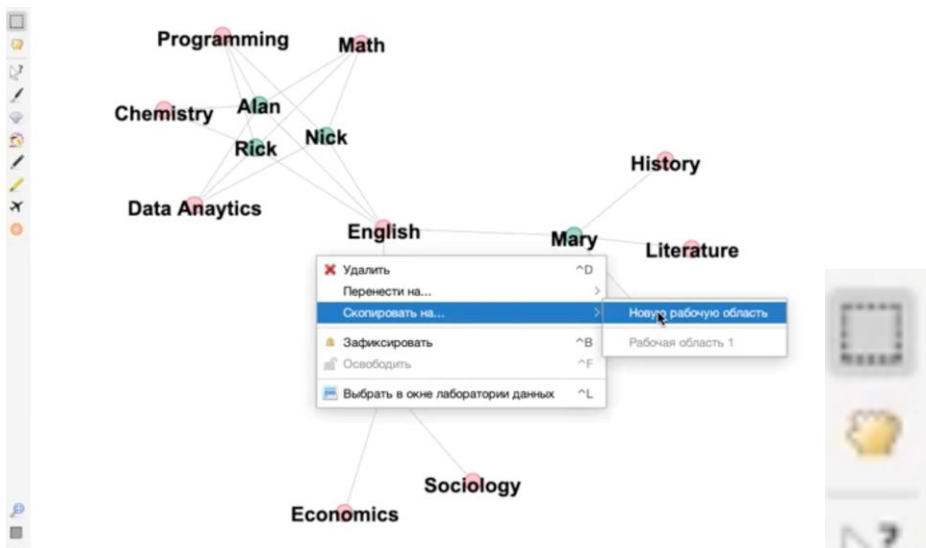 Programming
Math
Chemistry
Alan
Nick
Rick
History
Data Anaytics
English
Mary
Literature
Удалить ^D
Перенести на... >
Скопировать на... >
Новую рабочую область
Рабочая область 1
Зафиксировать ^B
Освободить ^F
Выбрать в окне лаборатории данных ^L
Sociology
Economics